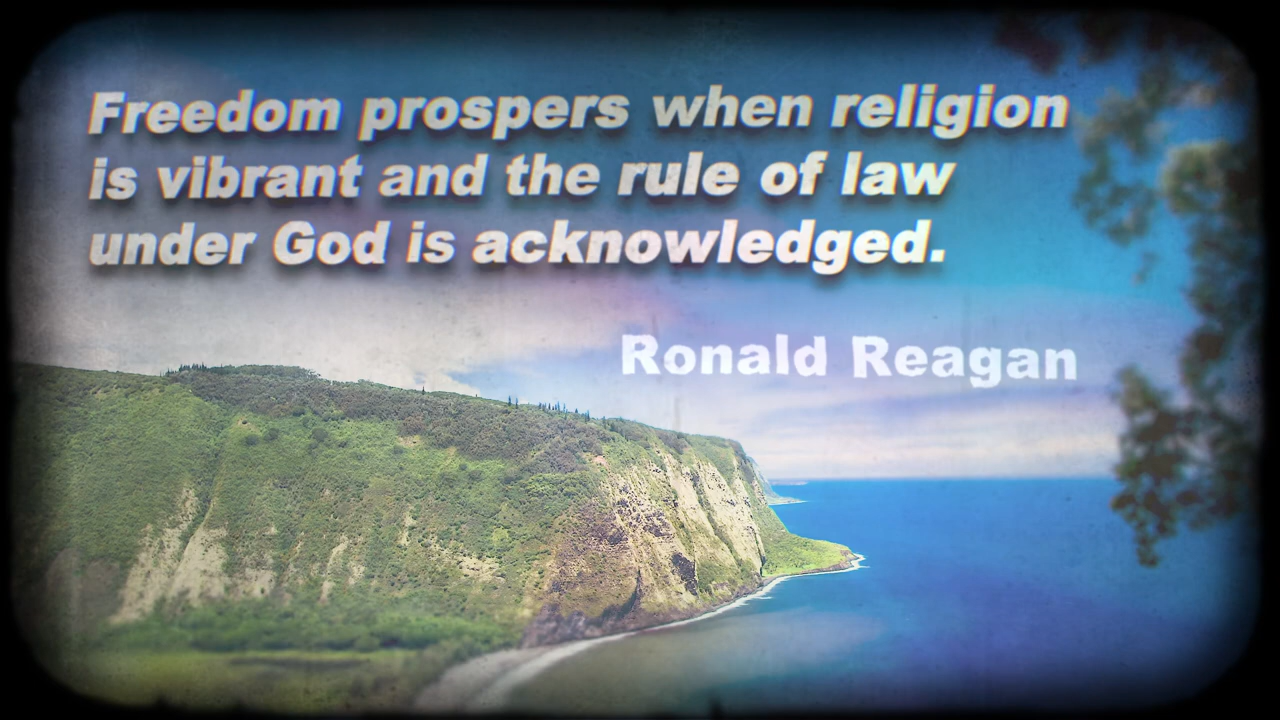 Freedom prospers when religion
is vibrant and the rule of law
under God is acknowledged.
Ronald Reagan